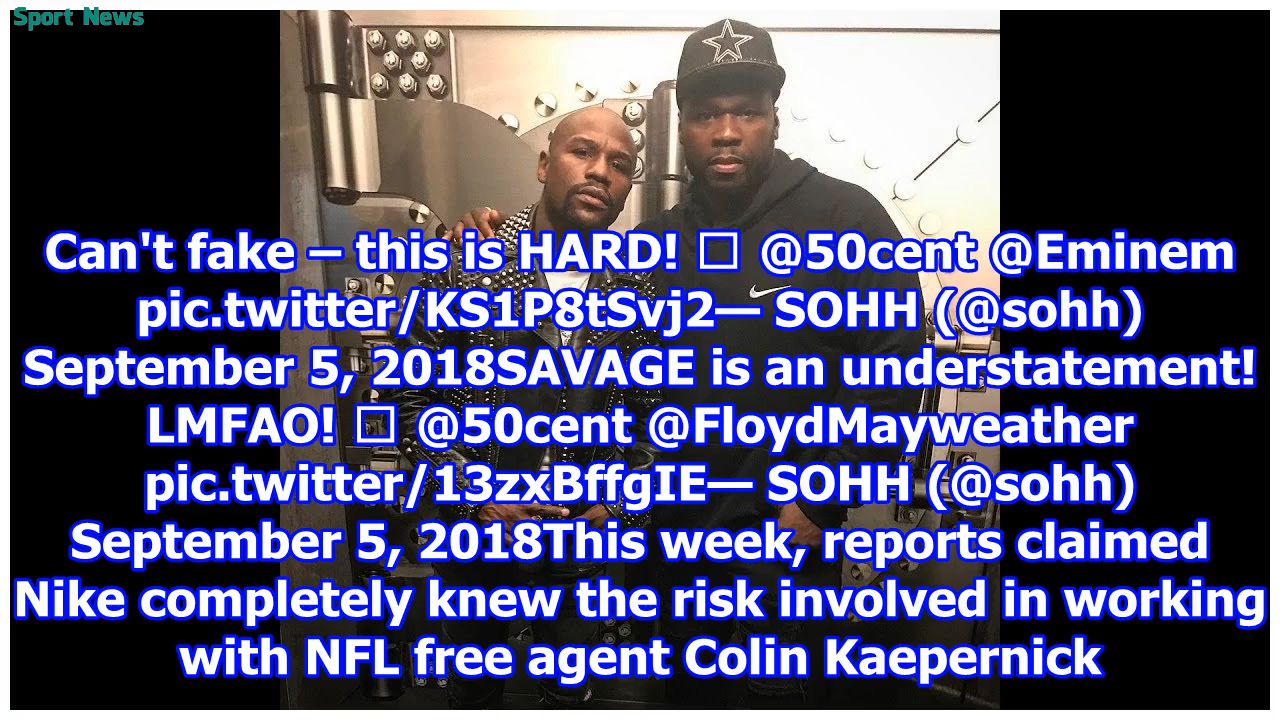 Sport News
Can't fake – this is HARD! □ @50cent @Eminem
pic.twitter/KS1P8tSvj2— SOHH (@sohh)
September 5, 2018SAVAGE is an understatement!
LMFAO! □ @50cent @FloydMayweather
pic.twitter/13zxBffgIE— SOHH (@sohh)
September 5, 2018This week, reports claimed
Nike completely knew the risk involved in working
with NFL free agent Colin Kaepernick